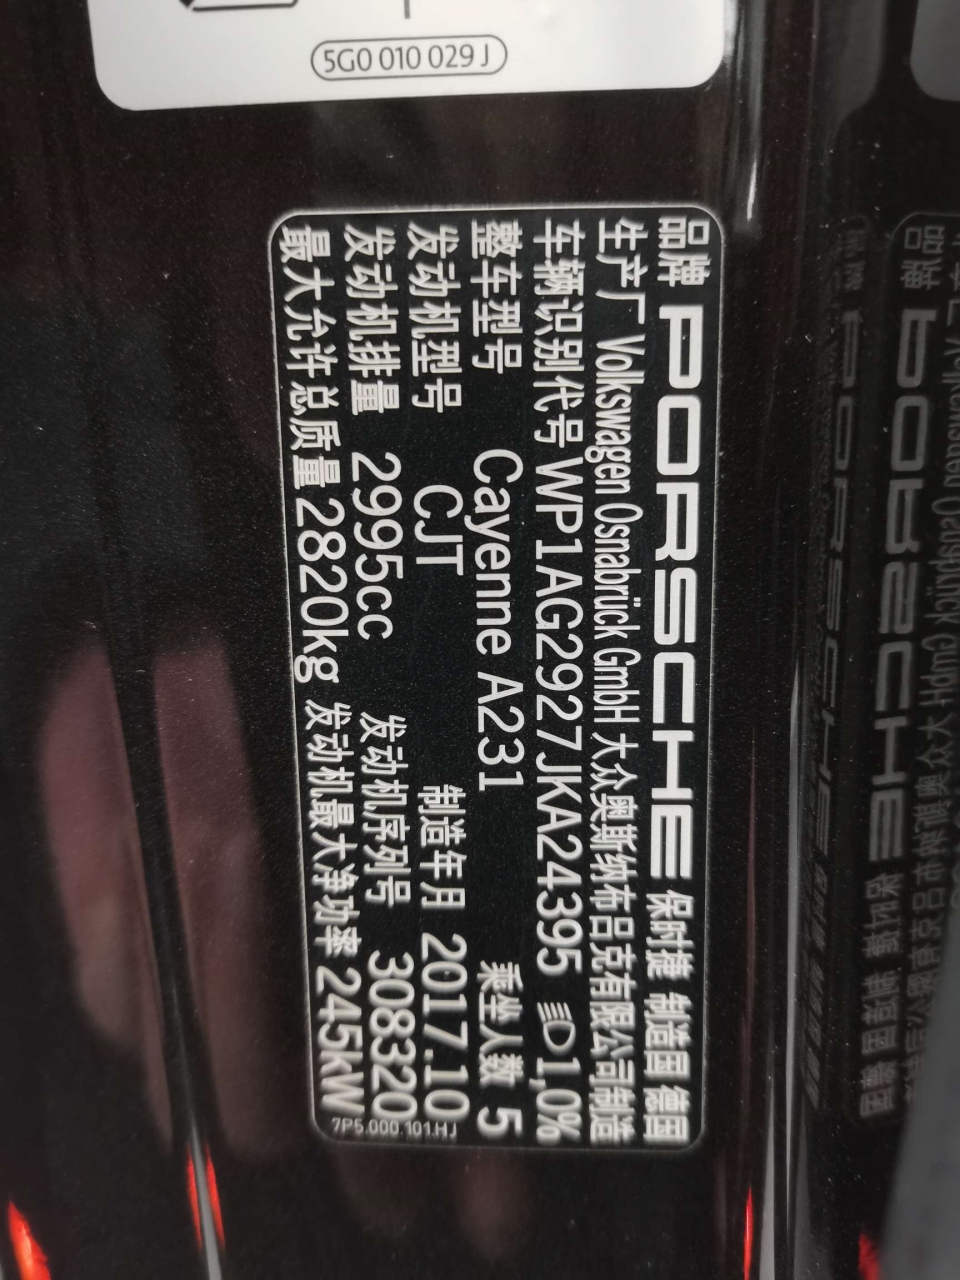 5G0 010 029 J
品牌 PORSCHE 保时捷 制造国 德国
生产厂 Volkswagen Osnabrück GmbH 大众奥斯纳布吕克有限公司制造
车辆识别代号 WP1AG2927JKA24395 1,0%
整车型号 Cayenne A231 乘坐人数 5
发动机型号 CJT 制造年月 2017.10
发动机排量 2995cc 发动机序列号 308320
最大允许总质量 2820kg 发动机最大净功率 245kW
7P5.000.101.HJ